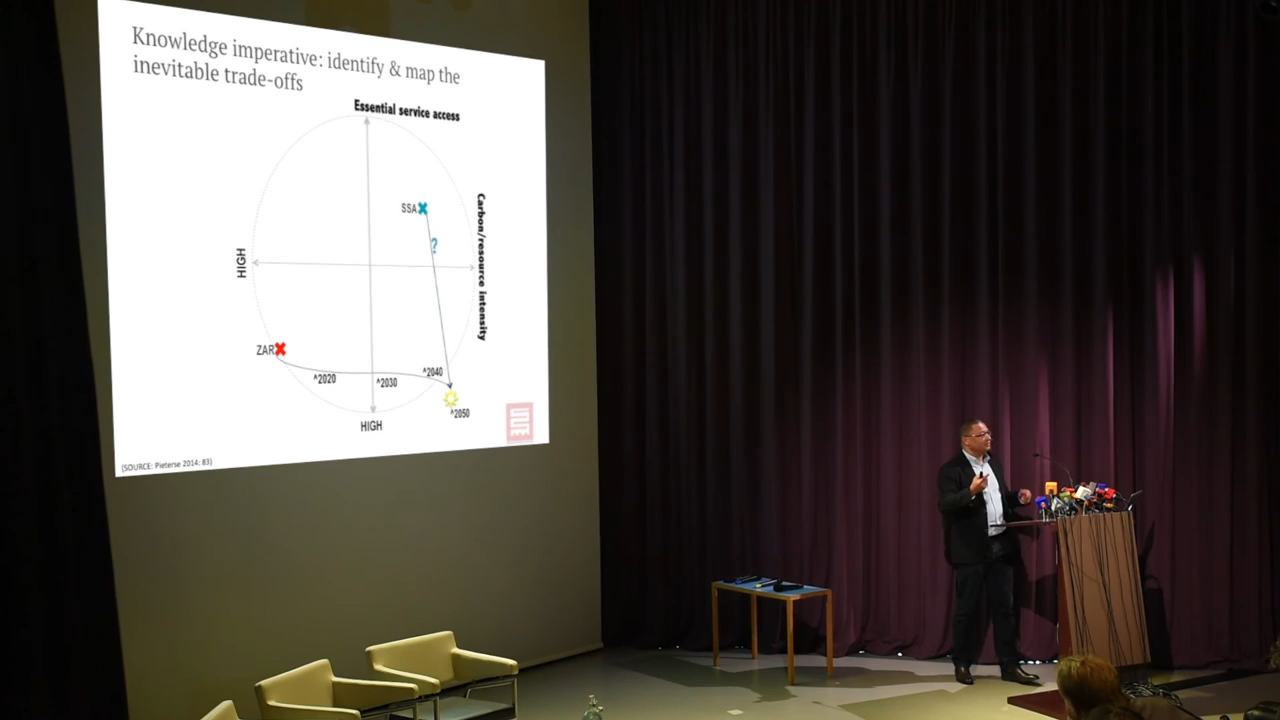 Knowledge imperative: identify & map the
inevitable trade-offs
Essential service access
SSA
?
Carbon/resource intensity
HIGH
ZAR
^2020
^2030
^2040
^2050
HIGH
(SOURCE: Pieterse 2014: 83)